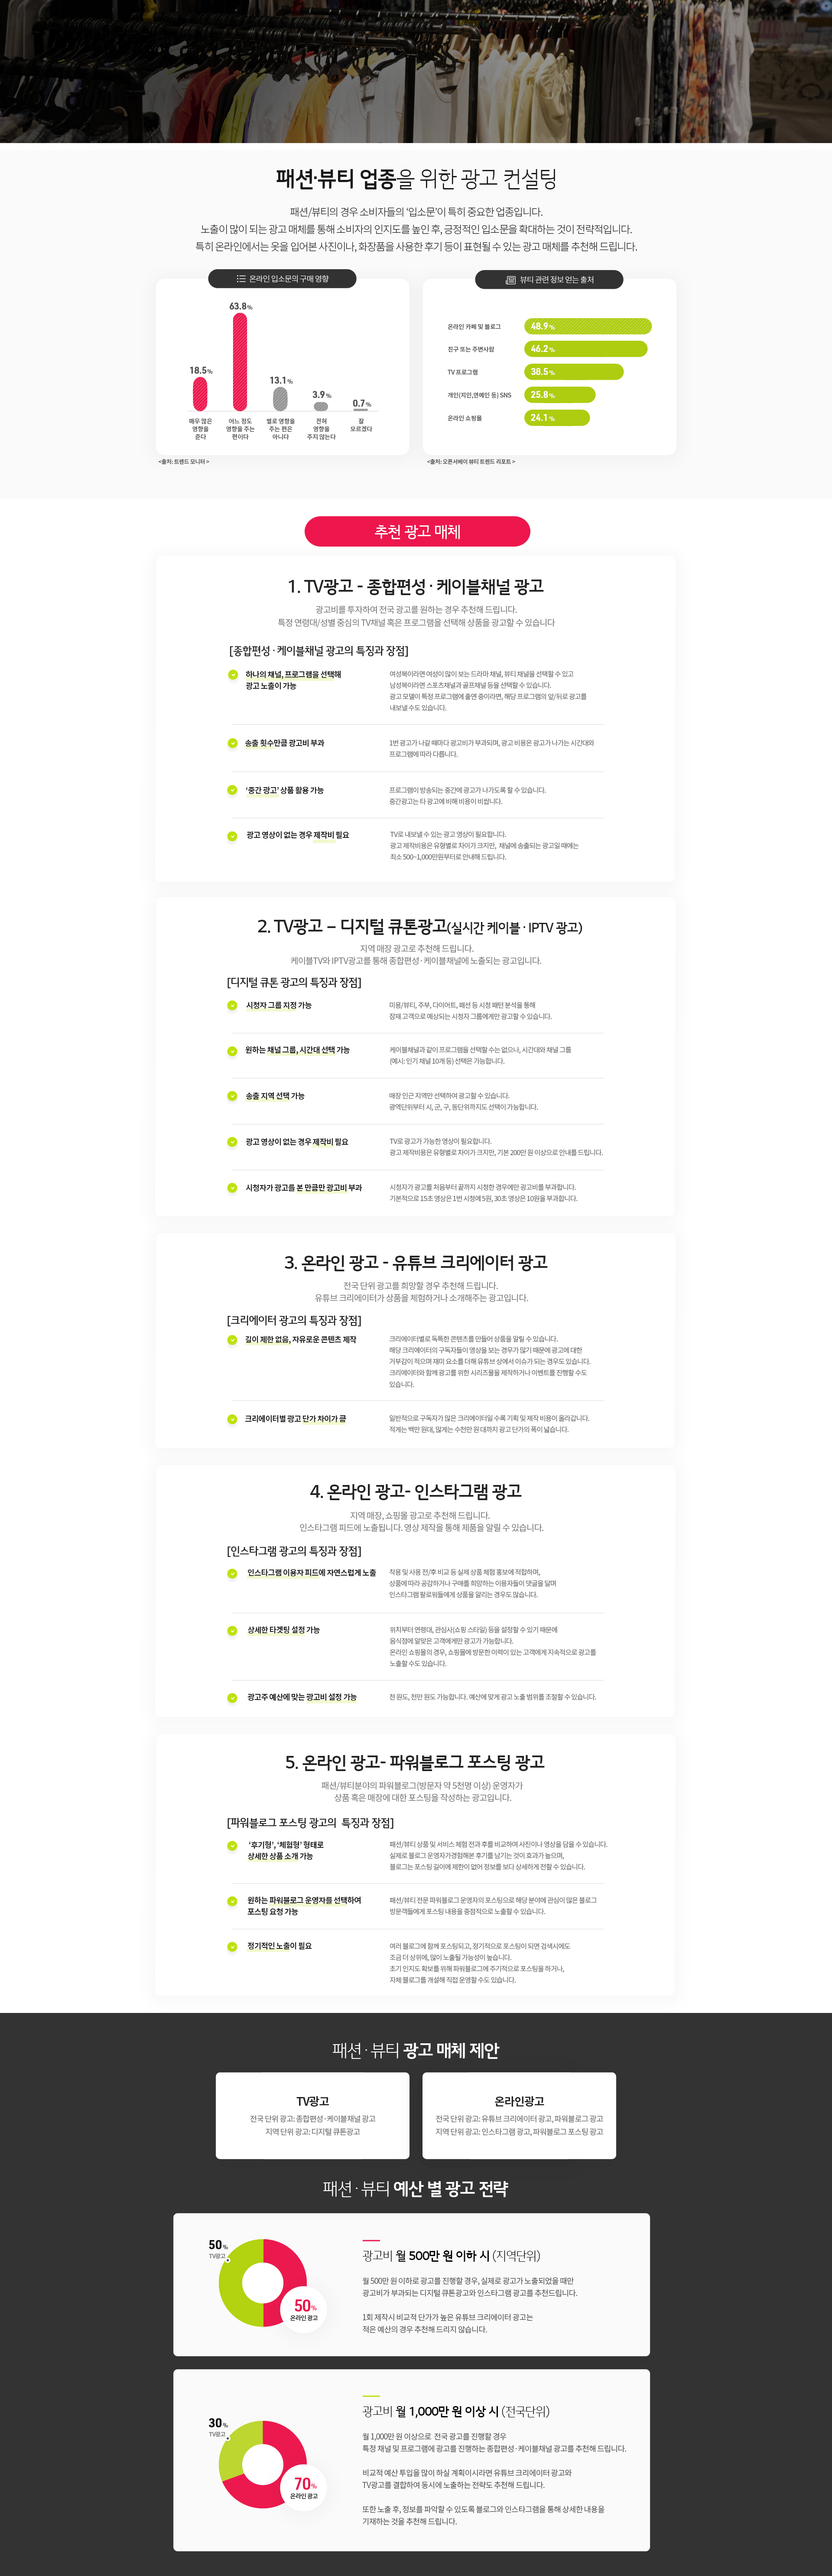 패션·뷰티 업종을 위한 광고 컨설팅
패션/뷰티의 경우 소비자들의 '입소문'이 특히 중요한 업종입니다.
노출이 많이 되는 광고 매체를 통해 소비자의 인지도를 높인 후, 긍정적인 입소문을 확대하는 것이 전략적입니다.
특히 온라인에서는 옷을 입어본 사진이나, 화장품을 사용한 후기 등이 표현될 수 있는 광고 매체를 추천해 드립니다.
온라인 입소문의 구매 영향
63.8%
18.5%
13.1%
3.9%
0.7%
매우 많은
영향을
준다
어느 정도
영향을 주는
편이다
별로 영향을
주는 편은
아니다
전혀
영향을
주지 않는다
잘
모르겠다
<출처: 트렌드 모니터 >
뷰티 관련 정보 얻는 출처
온라인 카페 및 블로그 48.9%
친구 또는 주변사람 46.2%
TV 프로그램 38.5%
개인(지인,연예인 등) SNS 25.8%
온라인 쇼핑몰 24.1%
<출처: 오픈서베이 뷰티 트렌드 리포트 >
추천 광고 매체
1. TV광고 - 종합편성 · 케이블채널 광고
광고비를 투자하여 전국 광고를 원하는 경우 추천해 드립니다.
특정 연령대/성별 중심의 TV채널 혹은 프로그램을 선택해 상품을 광고할 수 있습니다
[종합편성 · 케이블채널 광고의 특징과 장점]
하나의 채널, 프로그램을 선택해
광고 노출이 가능
여성복이라면 여성이 많이 보는 드라마 채널, 뷰티 채널을 선택할 수 있고
남성복이라면 스포츠채널과 골프채널 등을 선택할 수 있습니다.
광고 모델이 특정 프로그램에 출연 중이라면, 해당 프로그램의 앞/뒤로 광고를
내보낼 수도 있습니다.
송출 횟수만큼 광고비 부과
1번 광고가 나갈 때마다 광고비가 부과되며, 광고 비용은 광고가 나가는 시간대와
프로그램에 따라 다릅니다.
'중간 광고' 상품 활용 가능
프로그램이 방송되는 중간에 광고가 나가도록 할 수 있습니다.
중간광고는 타 광고에 비해 비용이 비쌉니다.
광고 영상이 없는 경우 제작비 필요
TV로 내보낼 수 있는 광고 영상이 필요합니다.
광고 제작비용은 유형별로 차이가 크지만, 채널에 송출되는 광고일 때에는
최소 500~1,000만원부터로 안내해 드립니다.
2. TV광고 – 디지털 큐톤광고(실시간 케이블 · IPTV 광고)
지역 매장 광고로 추천해 드립니다.
케이블TV와 IPTV광고를 통해 종합편성·케이블채널에 노출되는 광고입니다.
[디지털 큐톤 광고의 특징과 장점]
시청자 그룹 지정 가능
미용/뷰티, 주부, 다이어트, 패션 등 시청 패턴 분석을 통해
잠재 고객으로 예상되는 시청자 그룹에게만 광고할 수 있습니다.
원하는 채널 그룹, 시간대 선택 가능
케이블채널과 같이 프로그램을 선택할 수는 없으나, 시간대와 채널 그룹
(예시: 인기 채널 10개 등) 선택은 가능합니다.
송출 지역 선택 가능
매장 인근 지역만 선택하여 광고할 수 있습니다.
광역단위부터 시, 군, 구, 동단위까지도 선택이 가능합니다.
광고 영상이 없는 경우 제작비 필요
TV로 광고가 가능한 영상이 필요합니다.
광고 제작비용은 유형별로 차이가 크지만, 기본 200만 원 이상으로 안내를 드립니다.
시청자가 광고를 본 만큼만 광고비 부과
시청자가 광고를 처음부터 끝까지 시청한 경우에만 광고비를 부과합니다.
기본적으로 15초 영상은 1번 시청에 5원, 30초 영상은 10원을 부과합니다.
3. 온라인 광고 - 유튜브 크리에이터 광고
전국 단위 광고를 희망할 경우 추천해 드립니다.
유튜브 크리에이터가 상품을 체험하거나 소개해주는 광고입니다.
[크리에이터 광고의 특징과 장점]
길이 제한 없음, 자유로운 콘텐츠 제작
크리에이터별로 독특한 콘텐츠를 만들어 상품을 알릴 수 있습니다.
해당 크리에이터의 구독자들이 영상을 보는 경우가 많기 때문에 광고에 대한
거부감이 적으며 재미 요소를 더해 유튜브 상에서 이슈가 되는 경우도 있습니다.
크리에이터와 함께 광고를 위한 시리즈물을 제작하거나 이벤트를 진행할 수도
있습니다.
크리에이터별 광고 단가 차이가 큼
일반적으로 구독자가 많은 크리에이터일 수록 기획 및 제작 비용이 올라갑니다.
적게는 백만 원대, 많게는 수천만 원 대까지 광고 단가의 폭이 넓습니다.
4. 온라인 광고- 인스타그램 광고
지역 매장, 쇼핑몰 광고로 추천해 드립니다.
인스타그램 피드에 노출됩니다. 영상 제작을 통해 제품을 알릴 수 있습니다.
[인스타그램 광고의 특징과 장점]
인스타그램 이용자 피드에 자연스럽게 노출
착용 및 사용 전/후 비교 등 실제 상품 체험 홍보에 적합하며,
상품에 따라 공감하거나 구매를 희망하는 이용자들이 댓글을 달며
인스타그램 팔로워들에게 상품을 알리는 경우도 많습니다.
상세한 타겟팅 설정 가능
위치부터 연령대, 관심사(쇼핑 스타일) 등을 설정할 수 있기 때문에
음식점에 알맞은 고객에게만 광고가 가능합니다.
온라인 쇼핑몰의 경우, 쇼핑몰에 방문한 이력이 있는 고객에게 지속적으로 광고를
노출할 수도 있습니다.
광고주 예산에 맞는 광고비 설정 가능
천 원도, 천만 원도 가능합니다. 예산에 맞게 광고 노출 범위를 조절할 수 있습니다.
5. 온라인 광고- 파워블로그 포스팅 광고
패션/뷰티분야의 파워블로그(방문자 약 5천명 이상) 운영자가
상품 혹은 매장에 대한 포스팅을 작성하는 광고입니다.
[파워블로그 포스팅 광고의 특징과 장점]
'후기형', '체험형' 형태로
상세한 상품 소개 가능
패션/뷰티 상품 및 서비스 체험 전과 후를 비교하여 사진이나 영상을 담을 수 있습니다.
실제로 블로그 운영자가경험해본 후기를 남기는 것이 효과가 높으며,
블로그는 포스팅 길이에 제한이 없어 정보를 보다 상세하게 전할 수 있습니다.
원하는 파워블로그 운영자를 선택하여
포스팅 요청 가능
패션/뷰티 전문 파워블로그 운영자의 포스팅으로 해당 분야에 관심이 많은 블로그
방문객들에게 포스팅 내용을 중점적으로 노출할 수 있습니다.
정기적인 노출이 필요
여러 블로그에 함께 포스팅되고, 정기적으로 포스팅이 되면 검색시에도
조금 더 상위에, 많이 노출될 가능성이 높습니다.
초기 인지도 확보를 위해 파워블로그에 주기적으로 포스팅을 하거나,
자체 블로그를 개설해 직접 운영할 수도 있습니다.
패션 · 뷰티 광고 매체 제안
TV광고
전국 단위 광고: 종합편성·케이블채널 광고
지역 단위 광고: 디지털 큐톤광고
온라인광고
전국 단위 광고: 유튜브 크리에이터 광고, 파워블로그 광고
지역 단위 광고: 인스타그램 광고, 파워블로그 포스팅 광고
패션 · 뷰티 예산 별 광고 전략
50%
TV광고
50%
온라인 광고
광고비 월 500만 원 이하 시 (지역단위)
월 500만 원 이하로 광고를 진행할 경우, 실제로 광고가 노출되었을 때만
광고비가 부과되는 디지털 큐톤광고와 인스타그램 광고를 추천드립니다.
1회 제작시 비교적 단가가 높은 유튜브 크리에이터 광고는
적은 예산의 경우 추천해 드리지 않습니다.
30%
TV광고
70%
온라인 광고
광고비 월 1,000만 원 이상 시 (전국단위)
월 1,000만 원 이상으로 전국 광고를 진행할 경우
특정 채널 및 프로그램에 광고를 진행하는 종합편성·케이블채널 광고를 추천해 드립니다.
비교적 예산 투입을 많이 하실 계획이시라면 유튜브 크리에이터 광고와
TV광고를 결합하여 동시에 노출하는 전략도 추천해 드립니다.
또한 노출 후, 정보를 파악할 수 있도록 블로그와 인스타그램을 통해 상세한 내용을
기재하는 것을 추천해 드립니다.